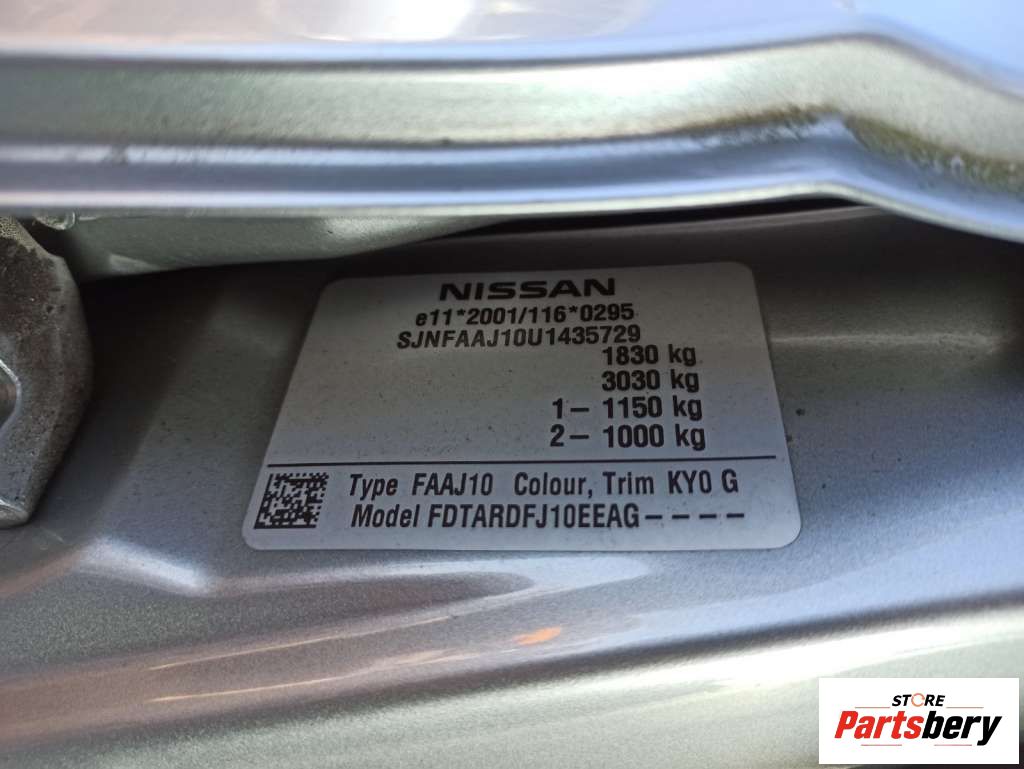 NISSAN
e11*2001/116*0295
SJNFAAJ10U1435729
1830 kg
3030 kg
1– 1150 kg
2– 1000 kg
Type FAAJ10 Colour, Trim KY0 G
Model FDTARDFJ10EEAG– – – –
STORE
Partsbery